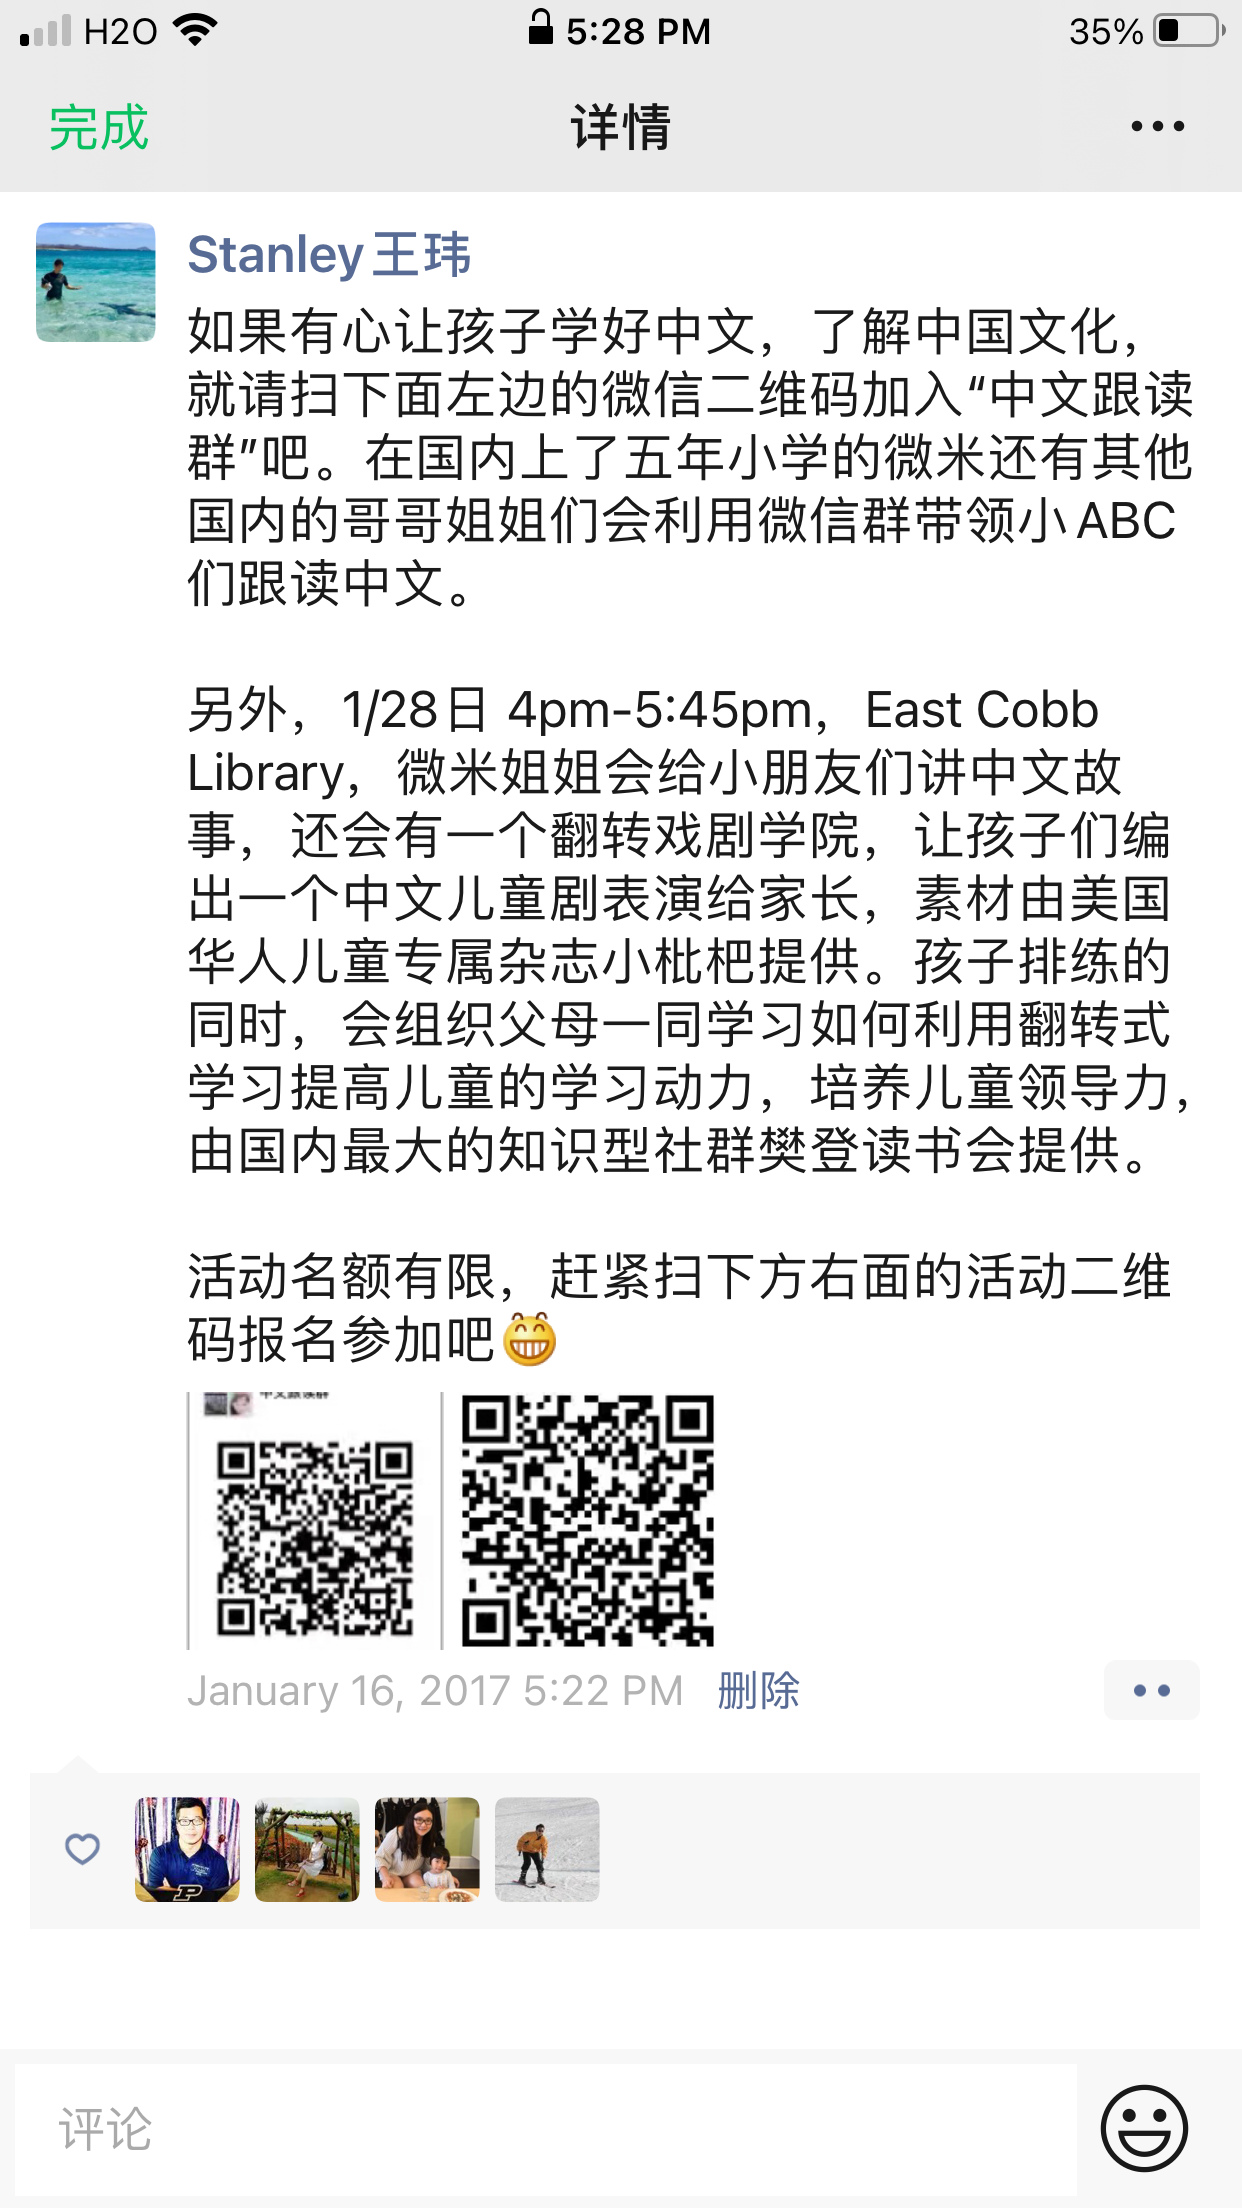 H2O 5:28 PM 35%
完成 详情
Stanley王玮
如果有心让孩子学好中文，了解中国文化，
就请扫下面左边的微信二维码加入“中文跟读
群”吧。在国内上了五年小学的微米还有其他
国内的哥哥姐姐们会利用微信群带领小ABC
们跟读中文。
另外，1/28日 4pm-5:45pm，East Cobb
Library，微米姐姐会给小朋友们讲中文故
事，还会有一个翻转戏剧学院，让孩子们编
出一个中文儿童剧表演给家长，素材由美国
华人儿童专属杂志小枇杷提供。孩子排练的
同时，会组织父母一同学习如何利用翻转式
学习提高儿童的学习动力，培养儿童领导力，
由国内最大的知识型社群樊登读书会提供。
活动名额有限，赶紧扫下方右面的活动二维
码报名参加吧😁
中文跟读群
January 16, 2017 5:22 PM 删除
P
评论